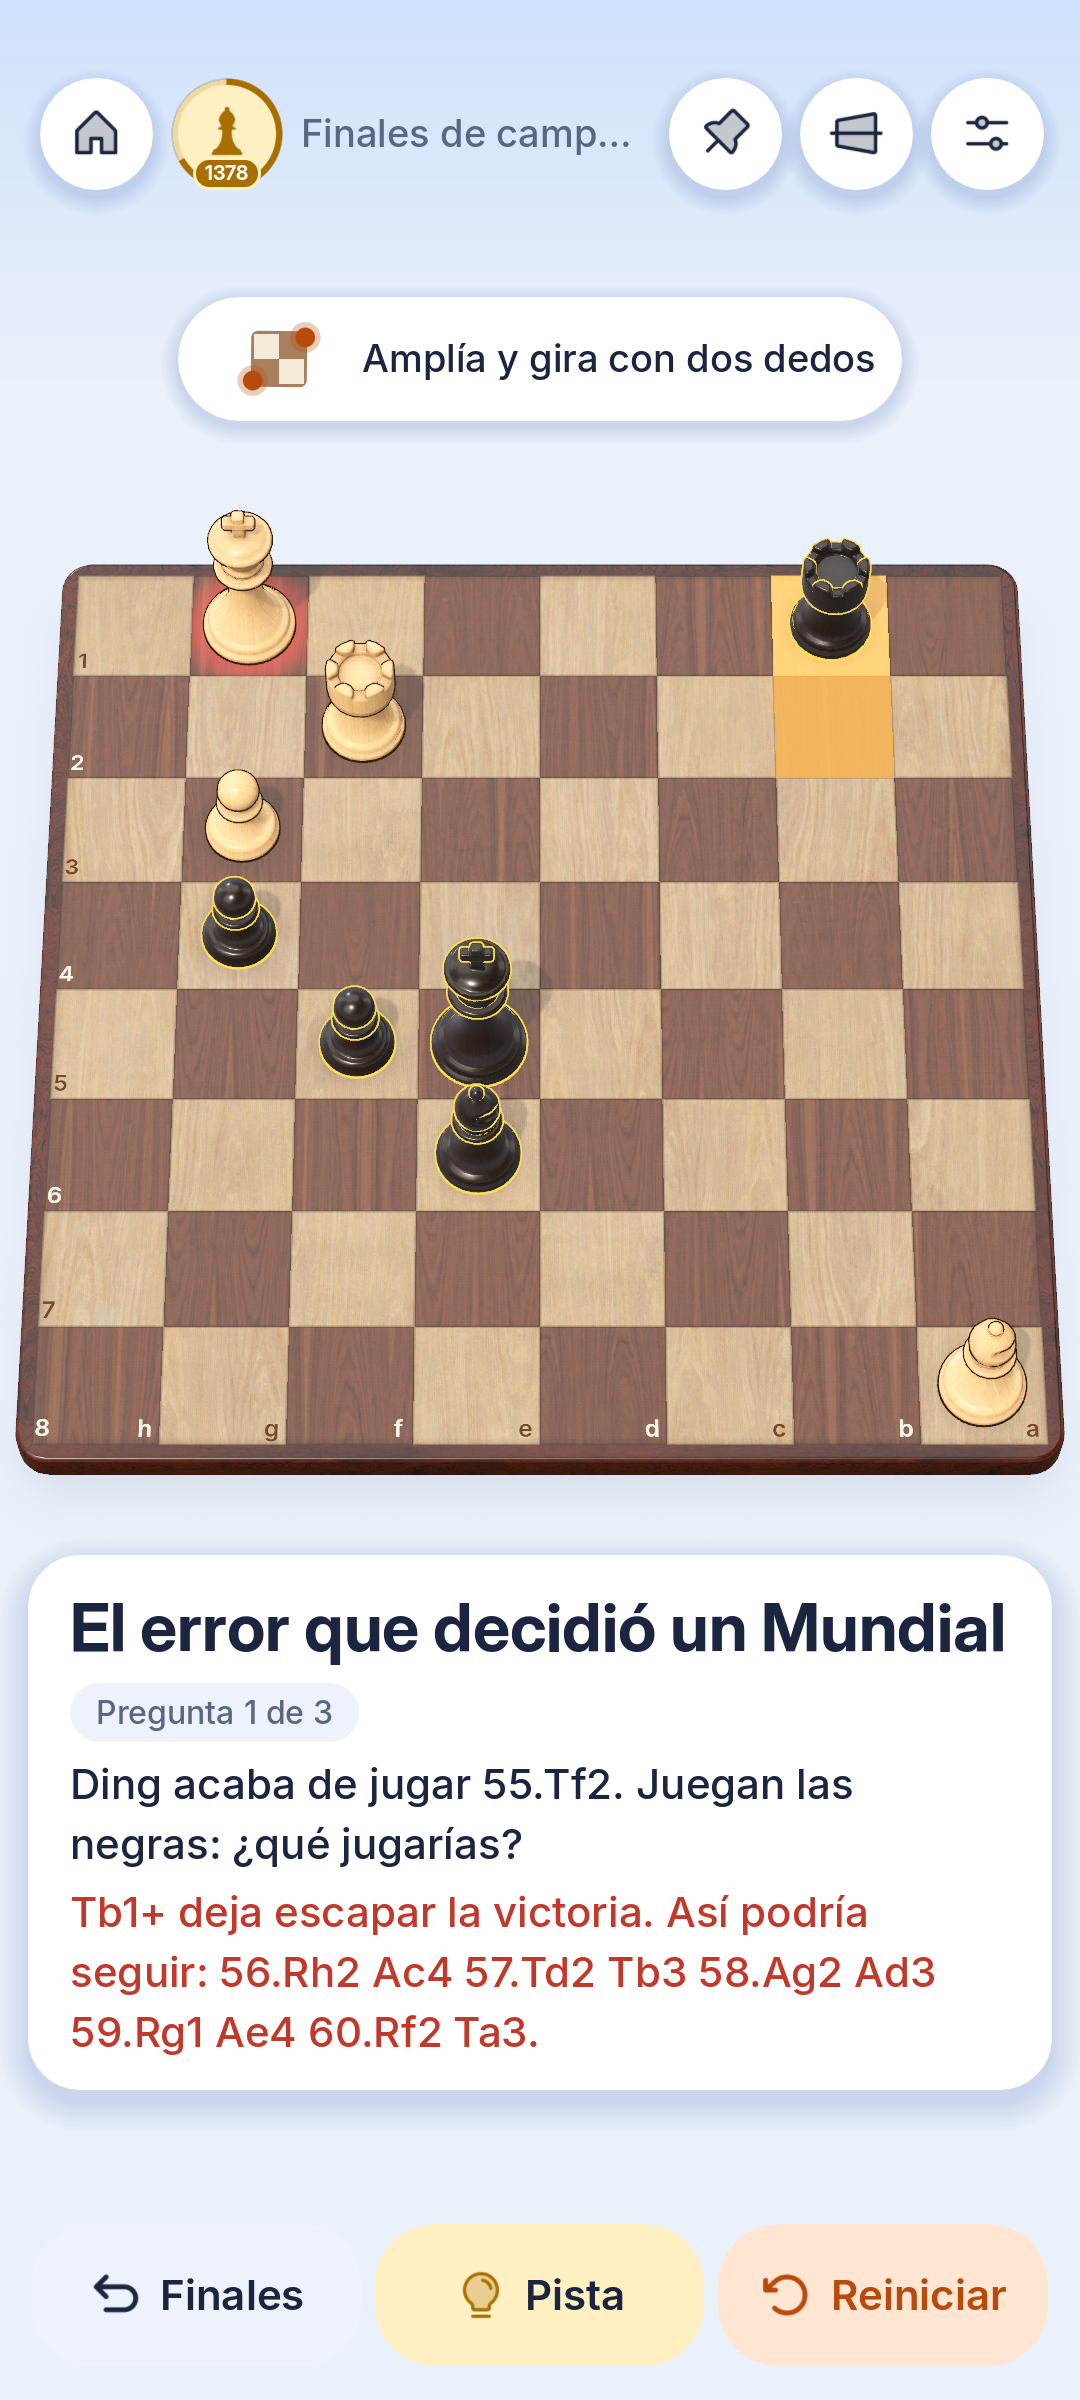 1378
Finales de camp...
Amplía y gira con dos dedos
1
2
3
4
5
6
7
8 h g f e d c b a
El error que decidió un Mundial
Pregunta 1 de 3
Ding acaba de jugar 55.Tf2. Juegan las
negras: ¿qué jugarías?
Tb1+ deja escapar la victoria. Así podría
seguir: 56.Rh2 Ac4 57.Td2 Tb3 58.Ag2 Ad3
59.Rg1 Ae4 60.Rf2 Ta3.
Finales
Pista
Reiniciar